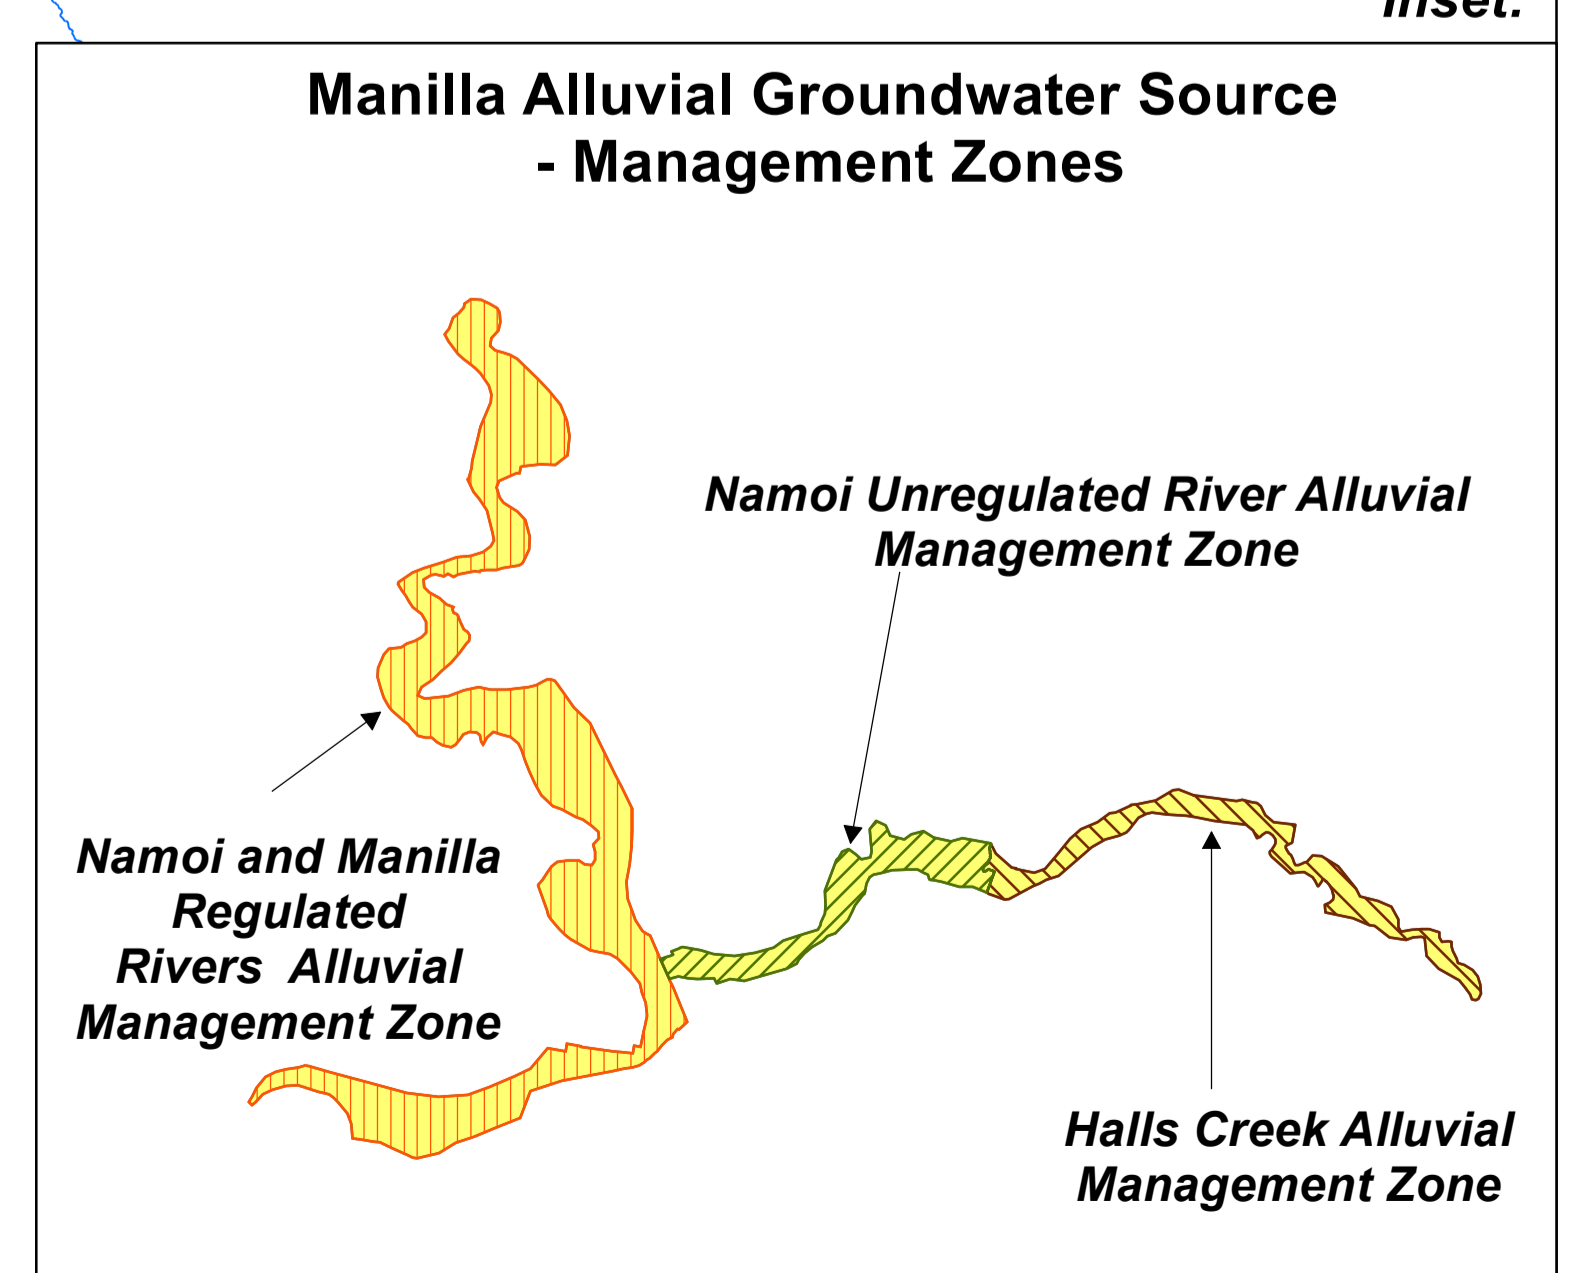 Inset:
Manilla Alluvial Groundwater Source
- Management Zones
Namoi Unregulated River Alluvial
Management Zone
Namoi and Manilla
Regulated
Rivers Alluvial
Management Zone
Halls Creek Alluvial
Management Zone